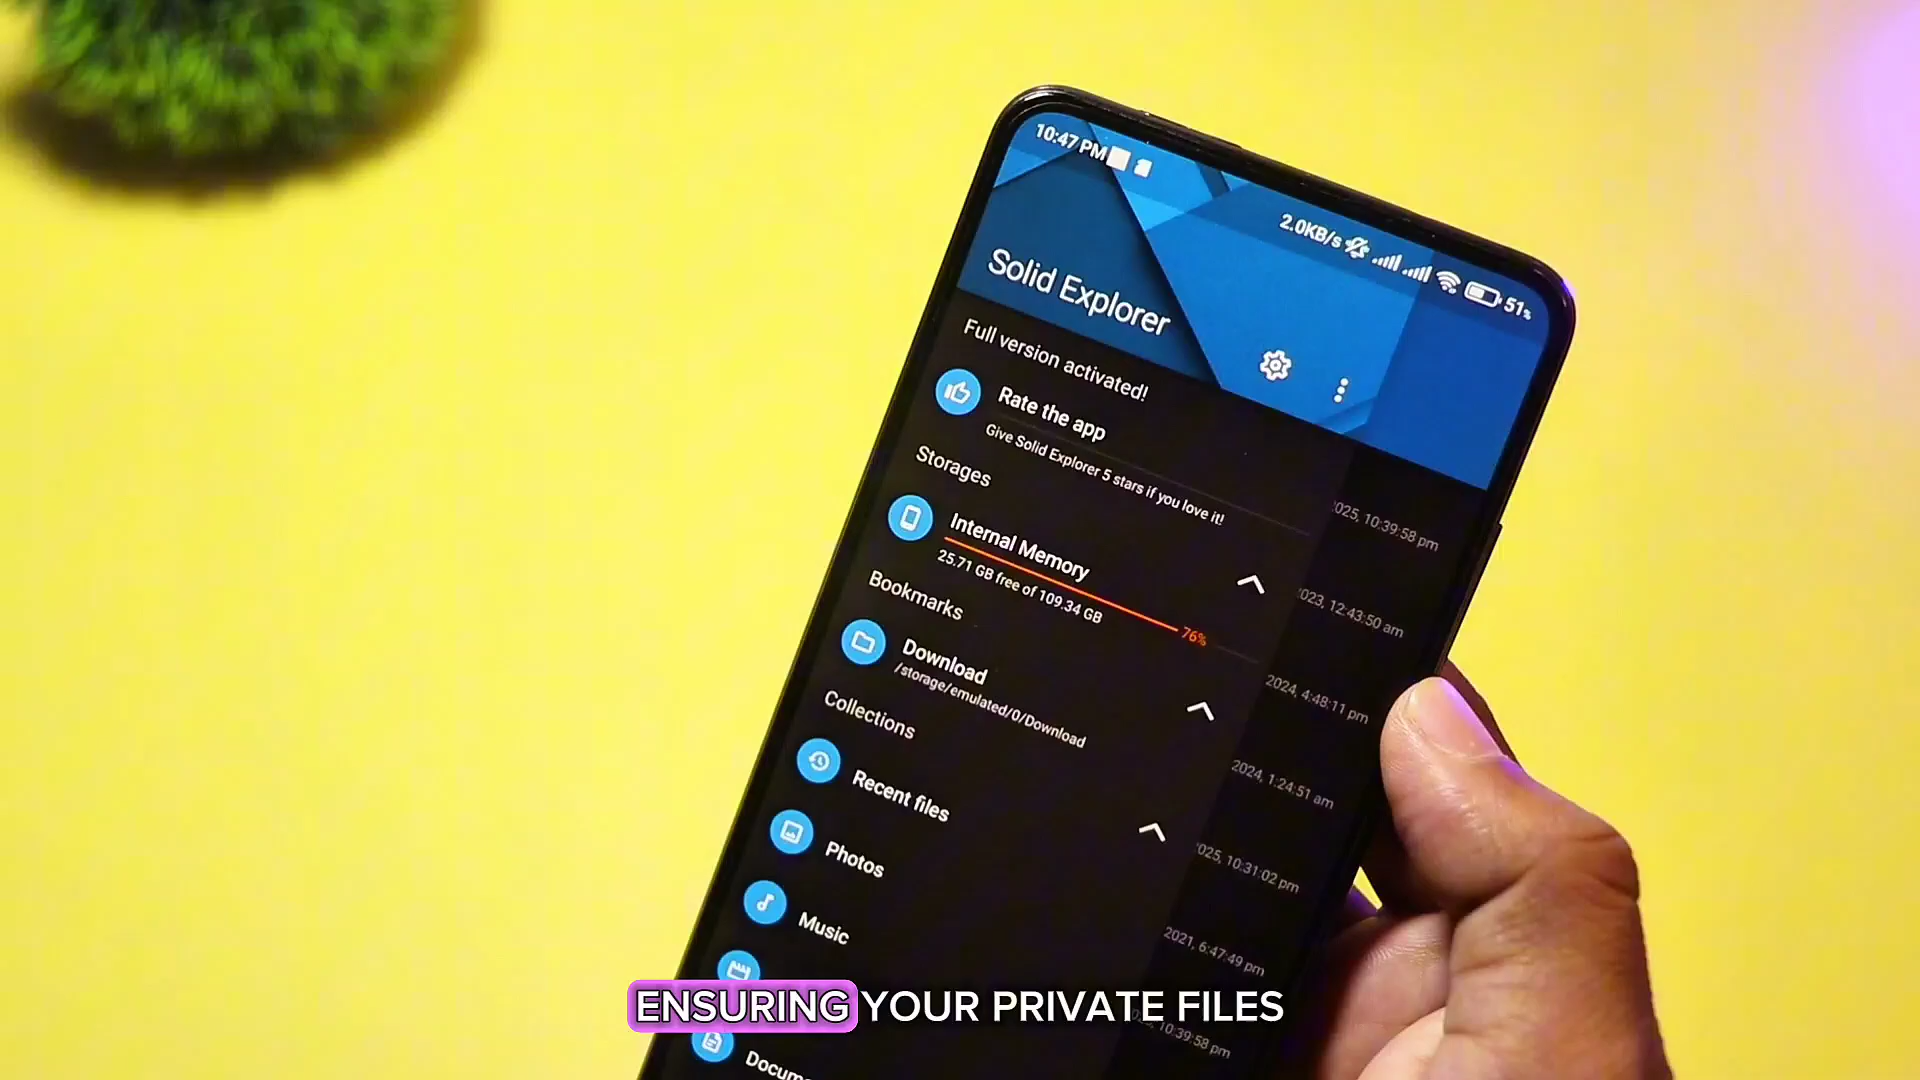 10:47 PM
2.0KB/s 51%
Solid Explorer
Full version activated!
Rate the app
Give Solid Explorer 5 stars if you love it!
Storages
Internal Memory
76%
25.71 GB free of 109.34 GB
Bookmarks
Download
/storage/emulated/0/Download
Collections
Recent files
Photos
Music
Docum
025, 10:39:58 pm
023, 12:43:50 am
2024, 4:48:11 pm
2024, 1:24:51 am
025, 10:31:02 pm
2021, 6:47:49 pm
10:39:58 pm
ENSURING YOUR PRIVATE FILES